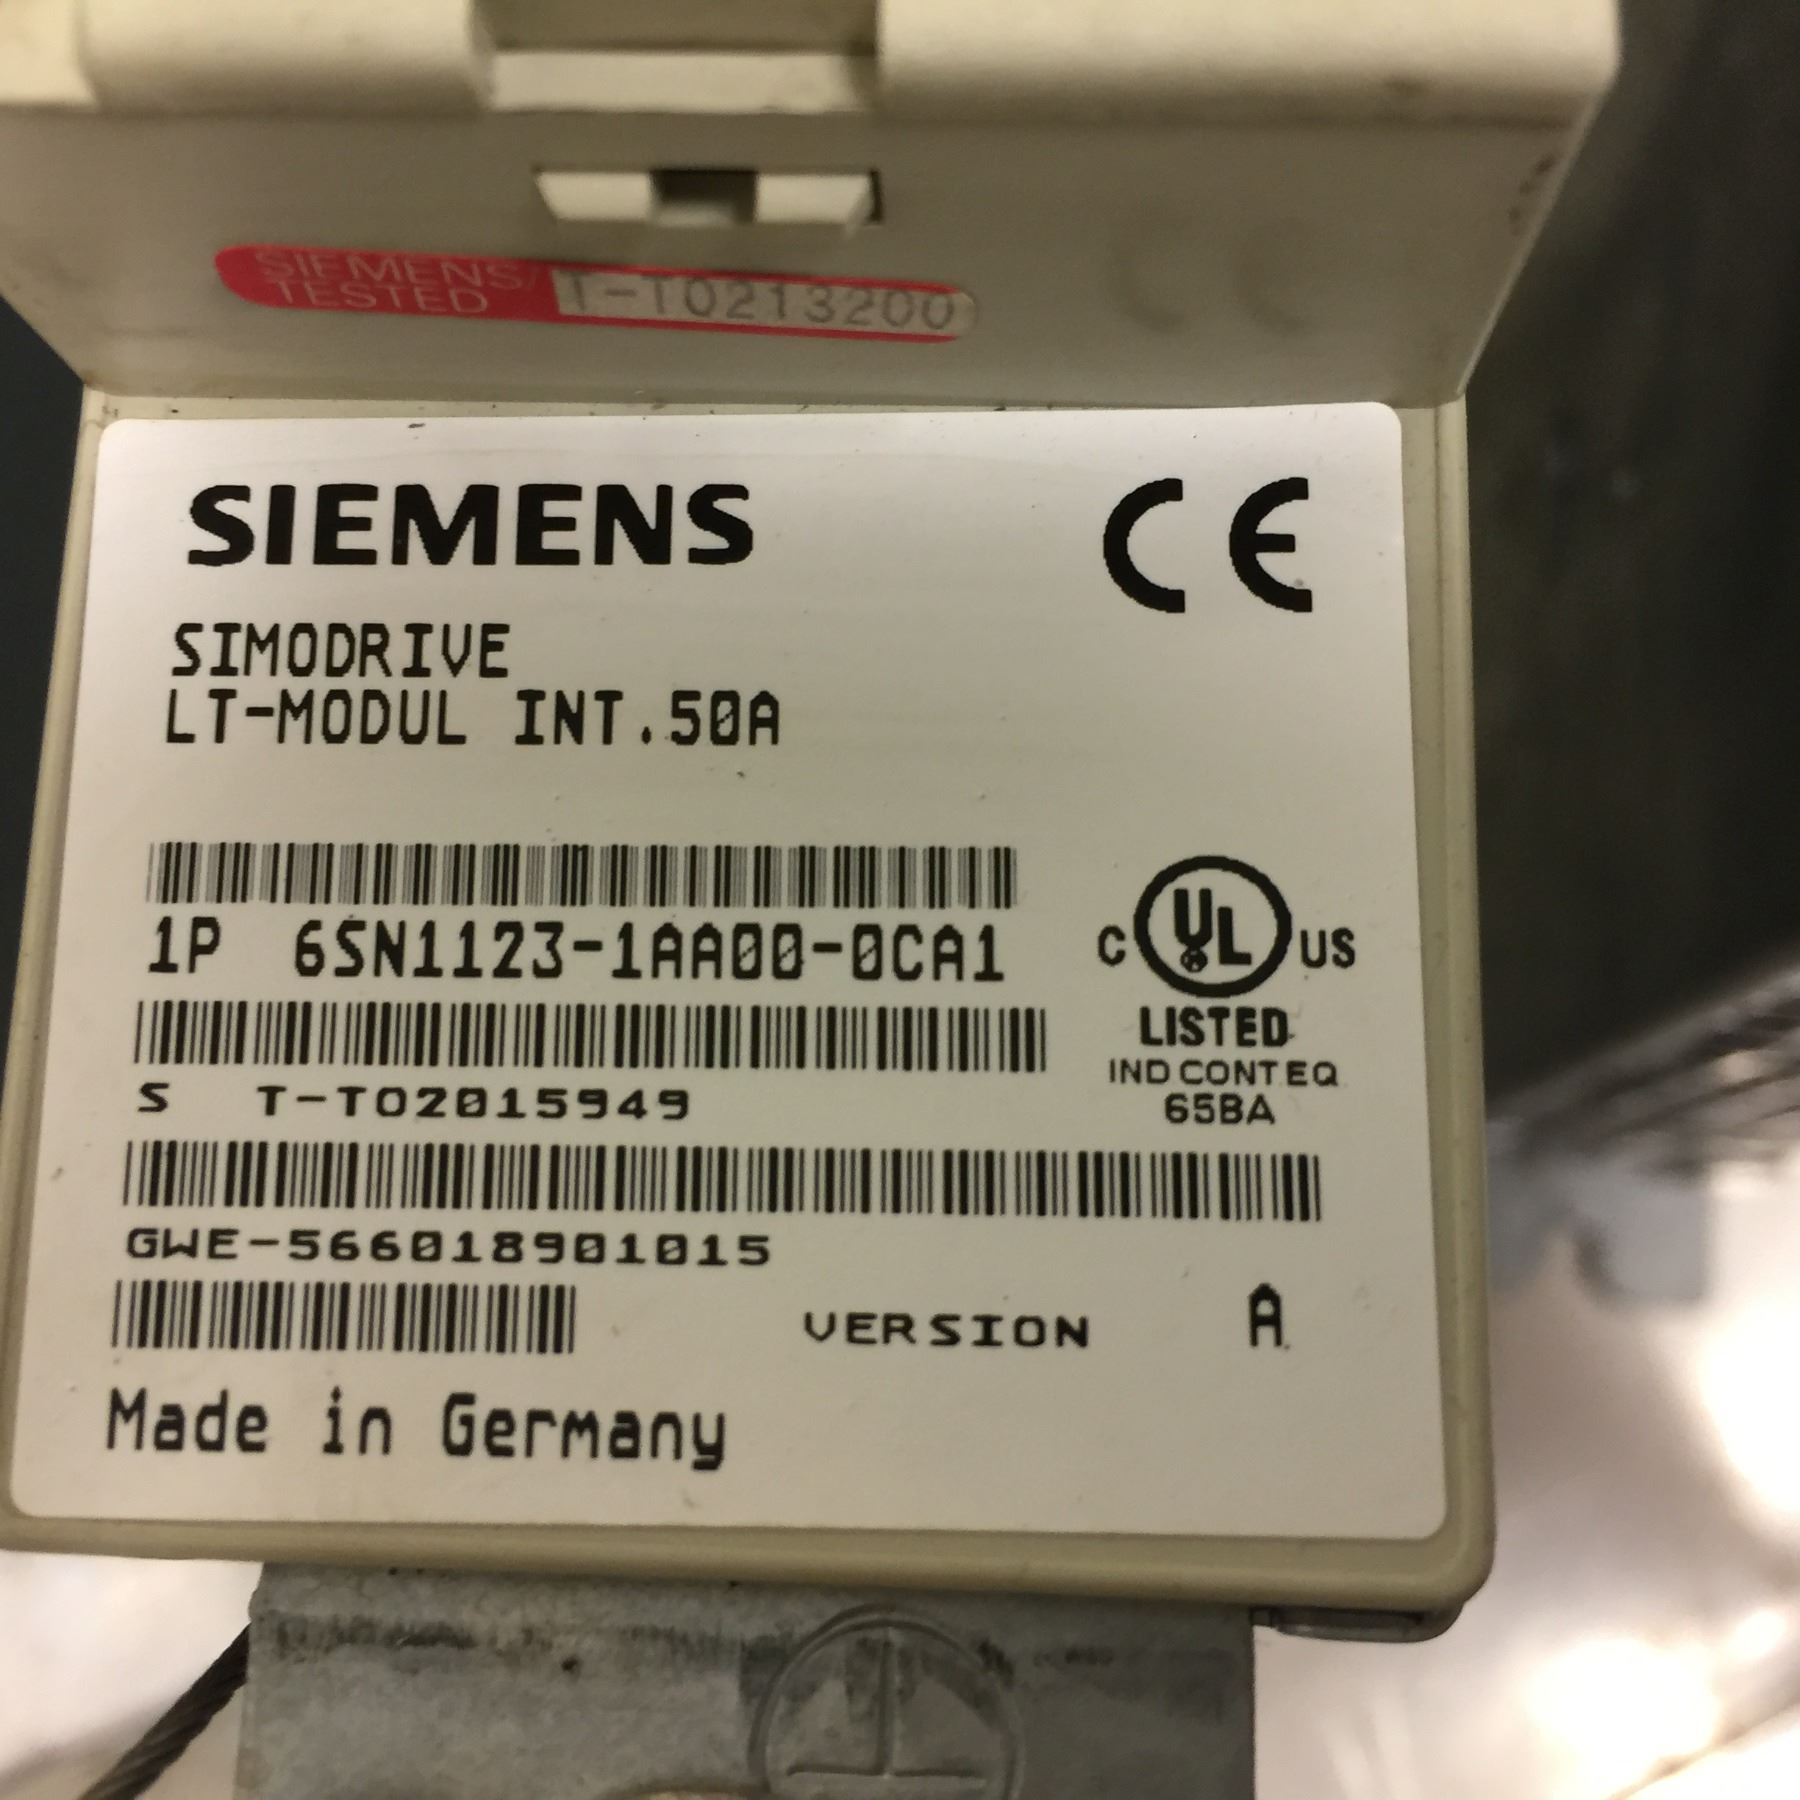 SIEMENS/
TESTED T-T0213200
SIEMENS CE
SIMODRIVE
LT-MODUL INT.50A
1P 6SN1123-1AA00-0CA1
C UL US
LISTED
IND CONT EQ
65BA
S T-TO2015949
GWE-566018901015
VERSION A
Made in Germany